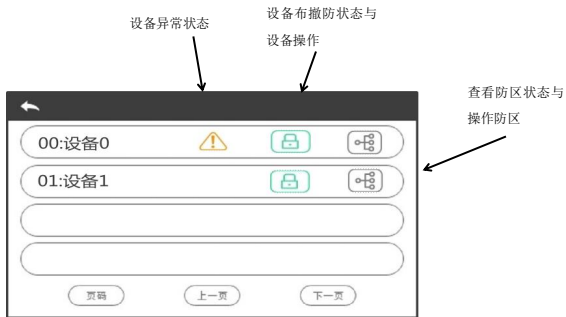 设备异常状态
设备布撤防状态与
设备操作
查看防区状态与
操作防区
00:设备0
01:设备1
页码
上一页
下一页